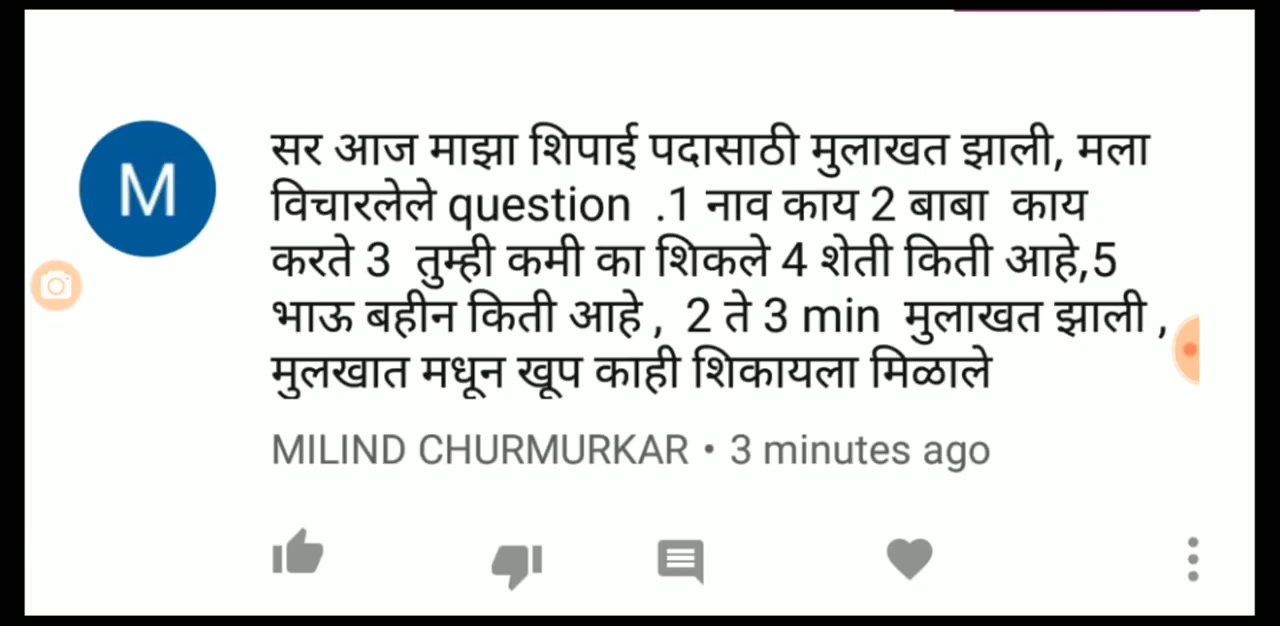 M
सर आज माझा शिपाई पदासाठी मुलाखत झाली, मला
विचारलेले question .1 नाव काय 2 बाबा काय
करते 3 तुम्ही कमी का शिकले 4 शेती किती आहे,5
भाऊ बहीन किती आहे , 2 ते 3 min मुलाखत झाली ,
मुलखात मधून खूप काही शिकायला मिळाले
MILIND CHURMURKAR • 3 minutes ago